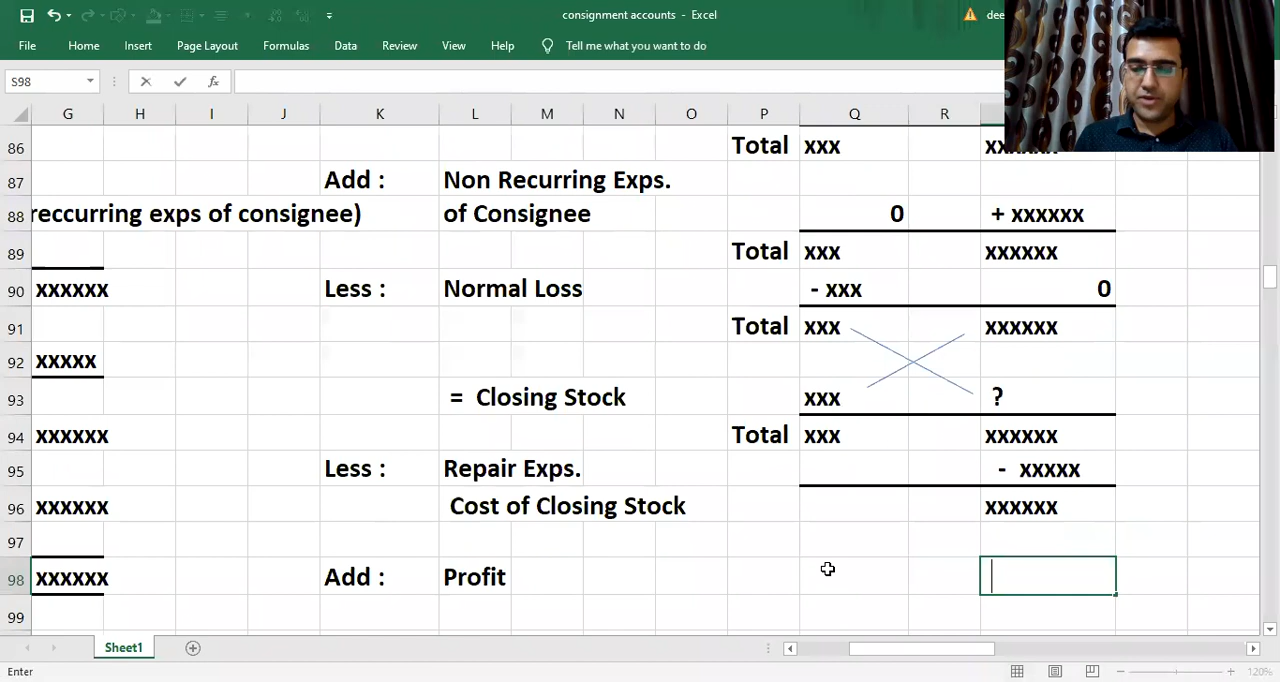 consignment accounts - Excel
dee
File Home Insert Page Layout Formulas Data Review View Help Tell me what you want to do
S98 fx
G H I J K L M N O P Q R
86 Total xxx
87 Add : Non Recurring Exps.
88 reccurring exps of consignee) of Consignee 0 + xxxxxx
89 Total xxx xxxxxx
90 xxxxxx Less : Normal Loss - xxx 0
91 Total xxx xxxxxx
92 xxxxx
93 = Closing Stock xxx ?
94 xxxxxx Total xxx xxxxxx
95 Less : Repair Exps. - xxxxx
96 xxxxxx Cost of Closing Stock xxxxxx
97
98 xxxxxx Add : Profit
99
Sheet1
Enter 120%